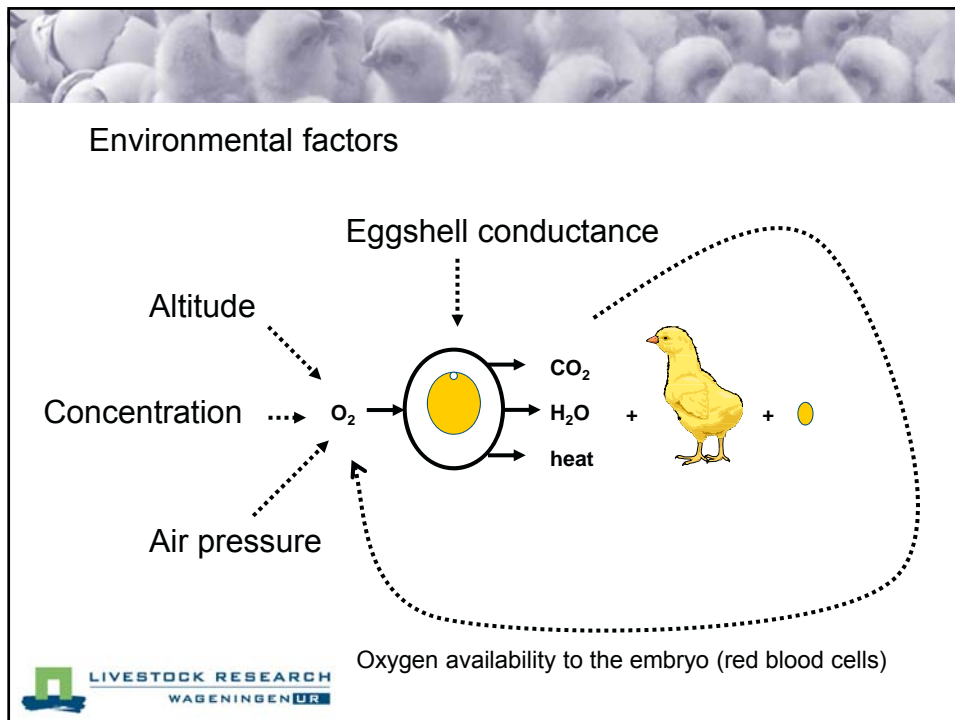 Environmental factors
Eggshell conductance
Altitude
CO₂
Concentration
O₂
H₂O
+
+
heat
Air pressure
Oxygen availability to the embryo (red blood cells)
LIVESTOCK RESEARCH
WAGENINGEN UR